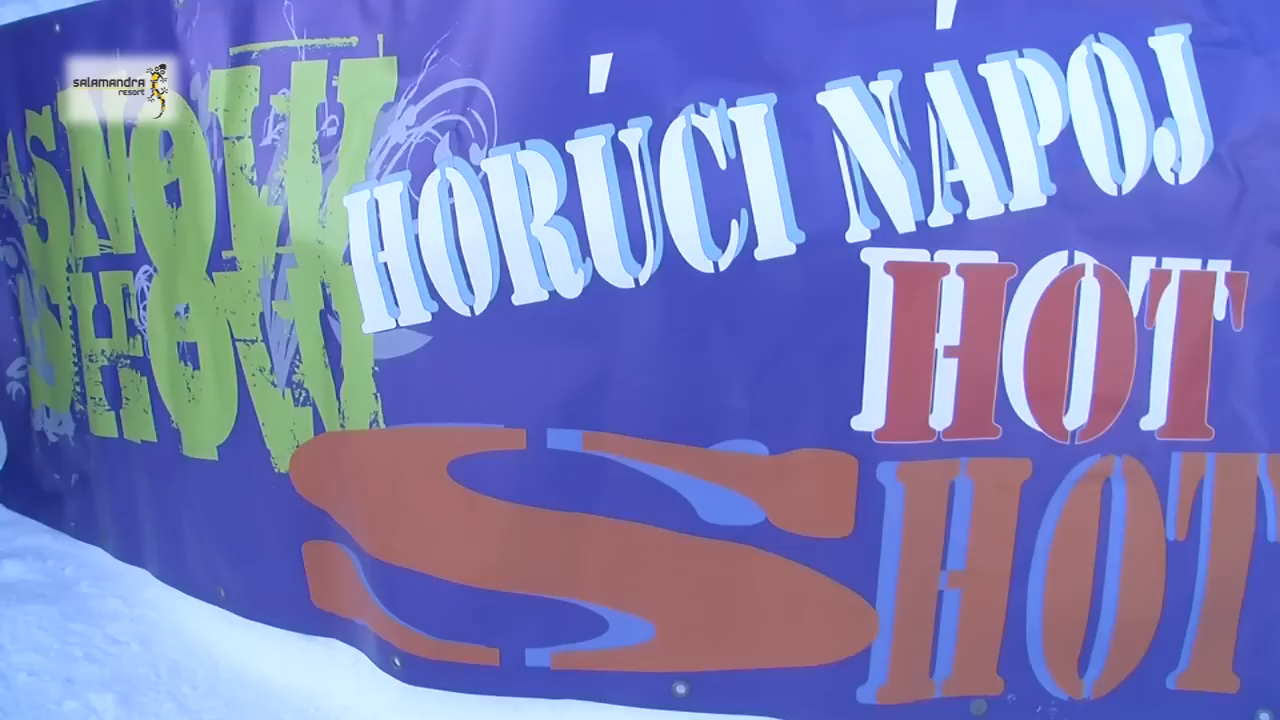 salamandra
resort
SNOW
SHOW
HORÚCI NÁPOJ
HOT
SHOT